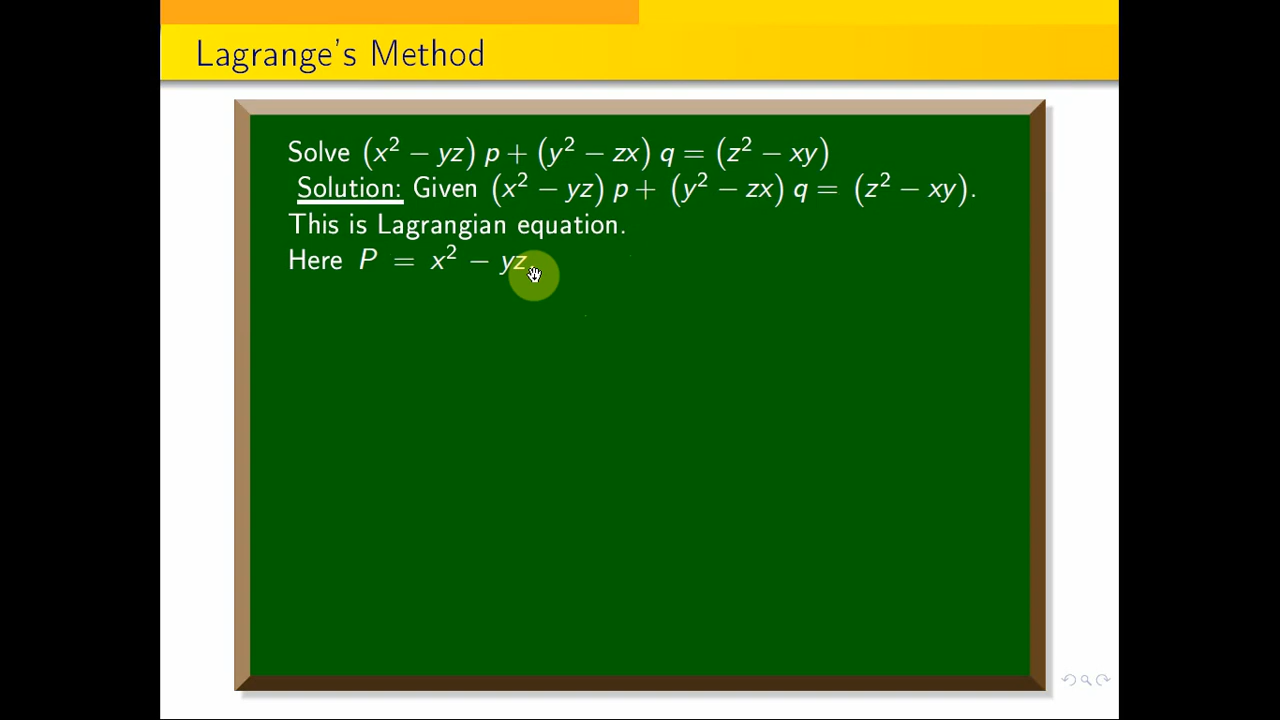 Lagrange's Method
Solve (x² − yz) p + (y² − zx) q = (z² − xy)
Solution: Given (x² − yz) p + (y² − zx) q = (z² − xy).
This is Lagrangian equation.
Here P = x² − yz,